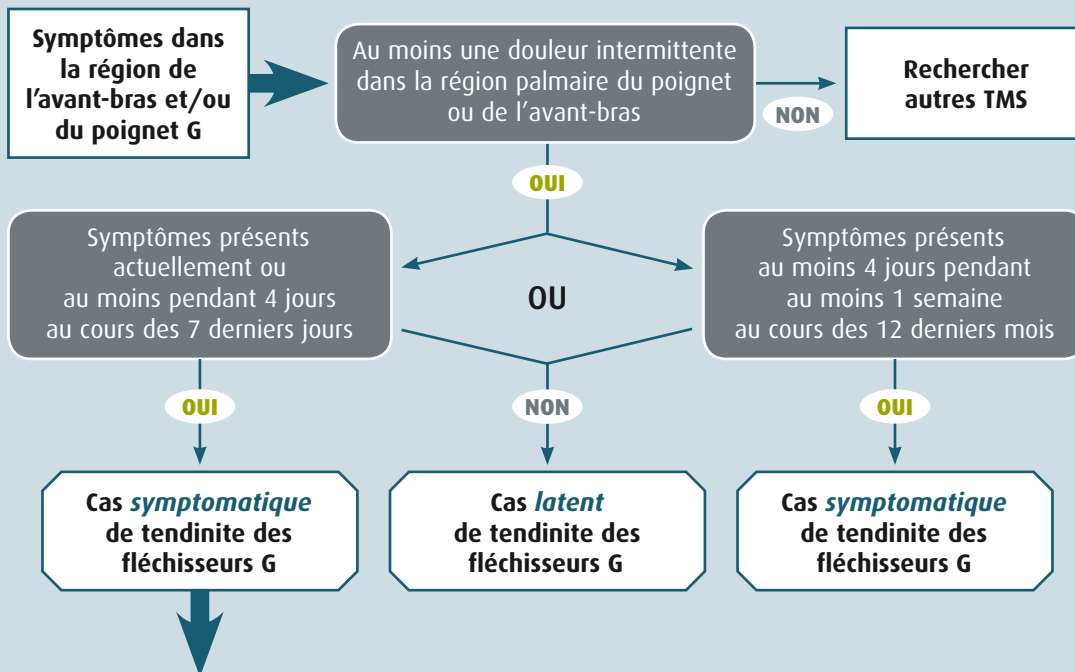 Symptômes dans
la région de
l'avant-bras et/ou
du poignet G
Au moins une douleur intermittente
dans la région palmaire du poignet
ou de l'avant-bras
NON
Rechercher
autres TMS
OUI
Symptômes présents
actuellement ou
au moins pendant 4 jours
au cours des 7 derniers jours
OU
Symptômes présents
au moins 4 jours pendant
au moins 1 semaine
au cours des 12 derniers mois
OUI
NON
OUI
Cas symptomatique
de tendinite des
fléchisseurs G
Cas latent
de tendinite des
fléchisseurs G
Cas symptomatique
de tendinite des
fléchisseurs G